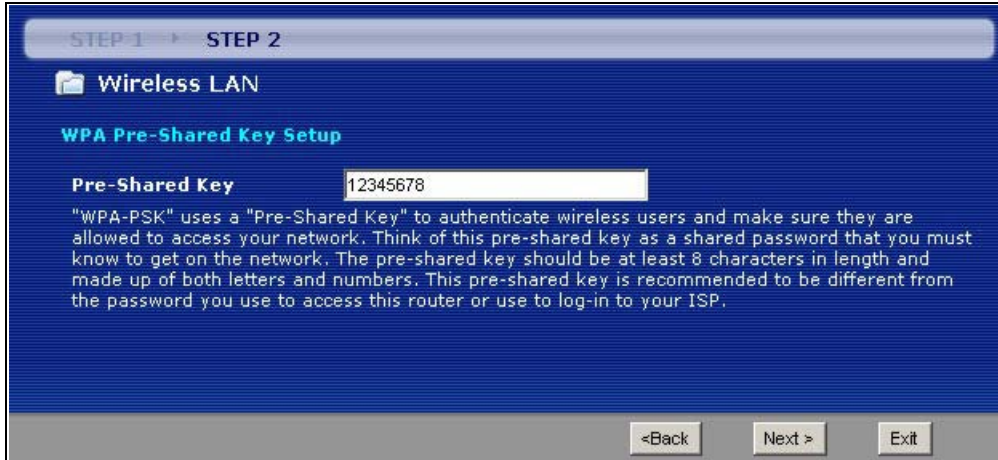 STEP 1 STEP 2
Wireless LAN
WPA Pre-Shared Key Setup
Pre-Shared Key 12345678
"WPA-PSK" uses a "Pre-Shared Key" to authenticate wireless users and make sure they are
allowed to access your network. Think of this pre-shared key as a shared password that you must
know to get on the network. The pre-shared key should be at least 8 characters in length and
made up of both letters and numbers. This pre-shared key is recommended to be different from
the password you use to access this router or use to log-in to your ISP.
<Back Next > Exit